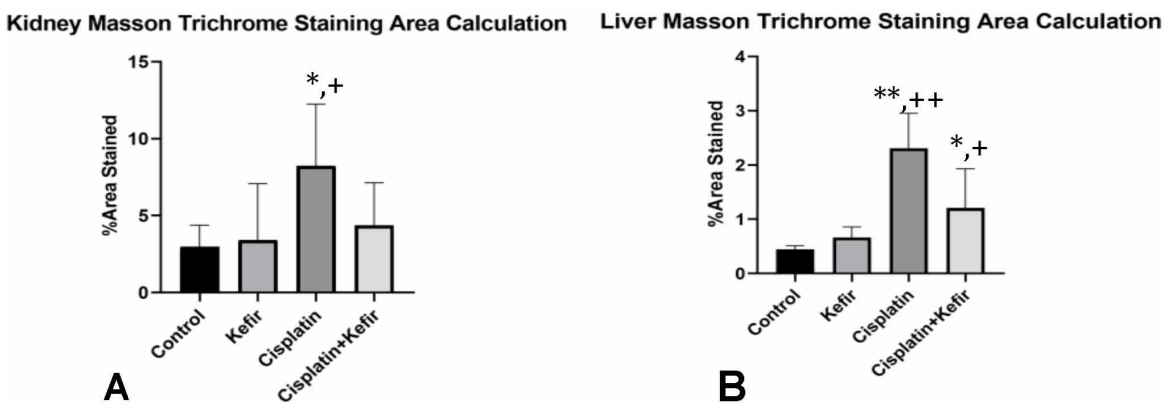 Kidney Masson Trichrome Staining Area Calculation
15
10
5
0
%Area Stained
*,+
Control
Kefir
Cisplatin
Cisplatin+Kefir
A
Liver Masson Trichrome Staining Area Calculation
4
3
2
1
0
%Area Stained
**,++
*,+
Control
Kefir
Cisplatin
Cisplatin+Kefir
B